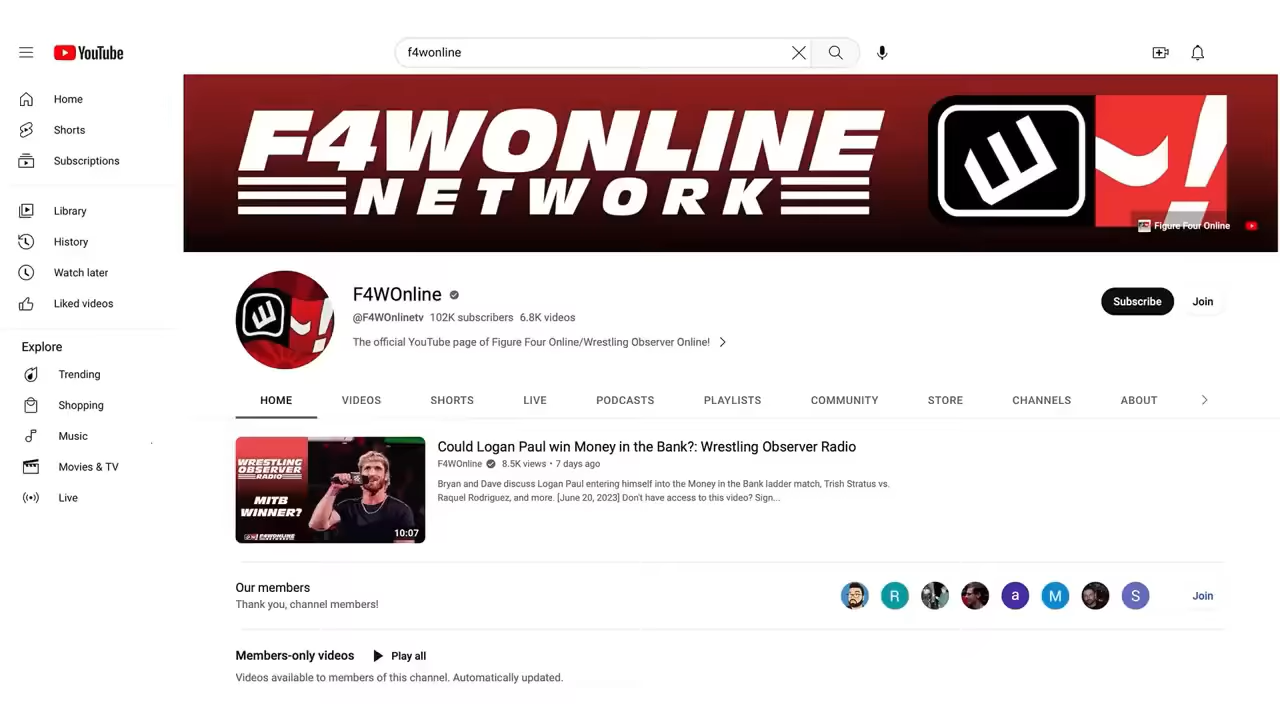 YouTube
f4wonline
Home
Shorts
Subscriptions
Library
History
Watch later
Liked videos
Explore
Trending
Shopping
Music
Movies & TV
Live
F4WONLINE
NETWORK
Figure Four Online
F4WOnline
@F4WOnlinetv 102K subscribers 6.8K videos
The official YouTube page of Figure Four Online/Wrestling Observer Online!
Subscribe
Join
HOME
VIDEOS
SHORTS
LIVE
PODCASTS
PLAYLISTS
COMMUNITY
STORE
CHANNELS
ABOUT
WRESTLING
OBSERVER
RADIO
MITB
WINNER?
F4WONLINE
10:07
Could Logan Paul win Money in the Bank?: Wrestling Observer Radio
F4WOnline 8.5K views • 7 days ago
Bryan and Dave discuss Logan Paul entering himself into the Money in the Bank ladder match, Trish Stratus vs.
Raquel Rodriguez, and more. [June 20, 2023] Don't have access to this video? Sign...
Our members
Thank you, channel members!
R
a
M
S
Join
Members-only videos
Play all
Videos available to members of this channel. Automatically updated.